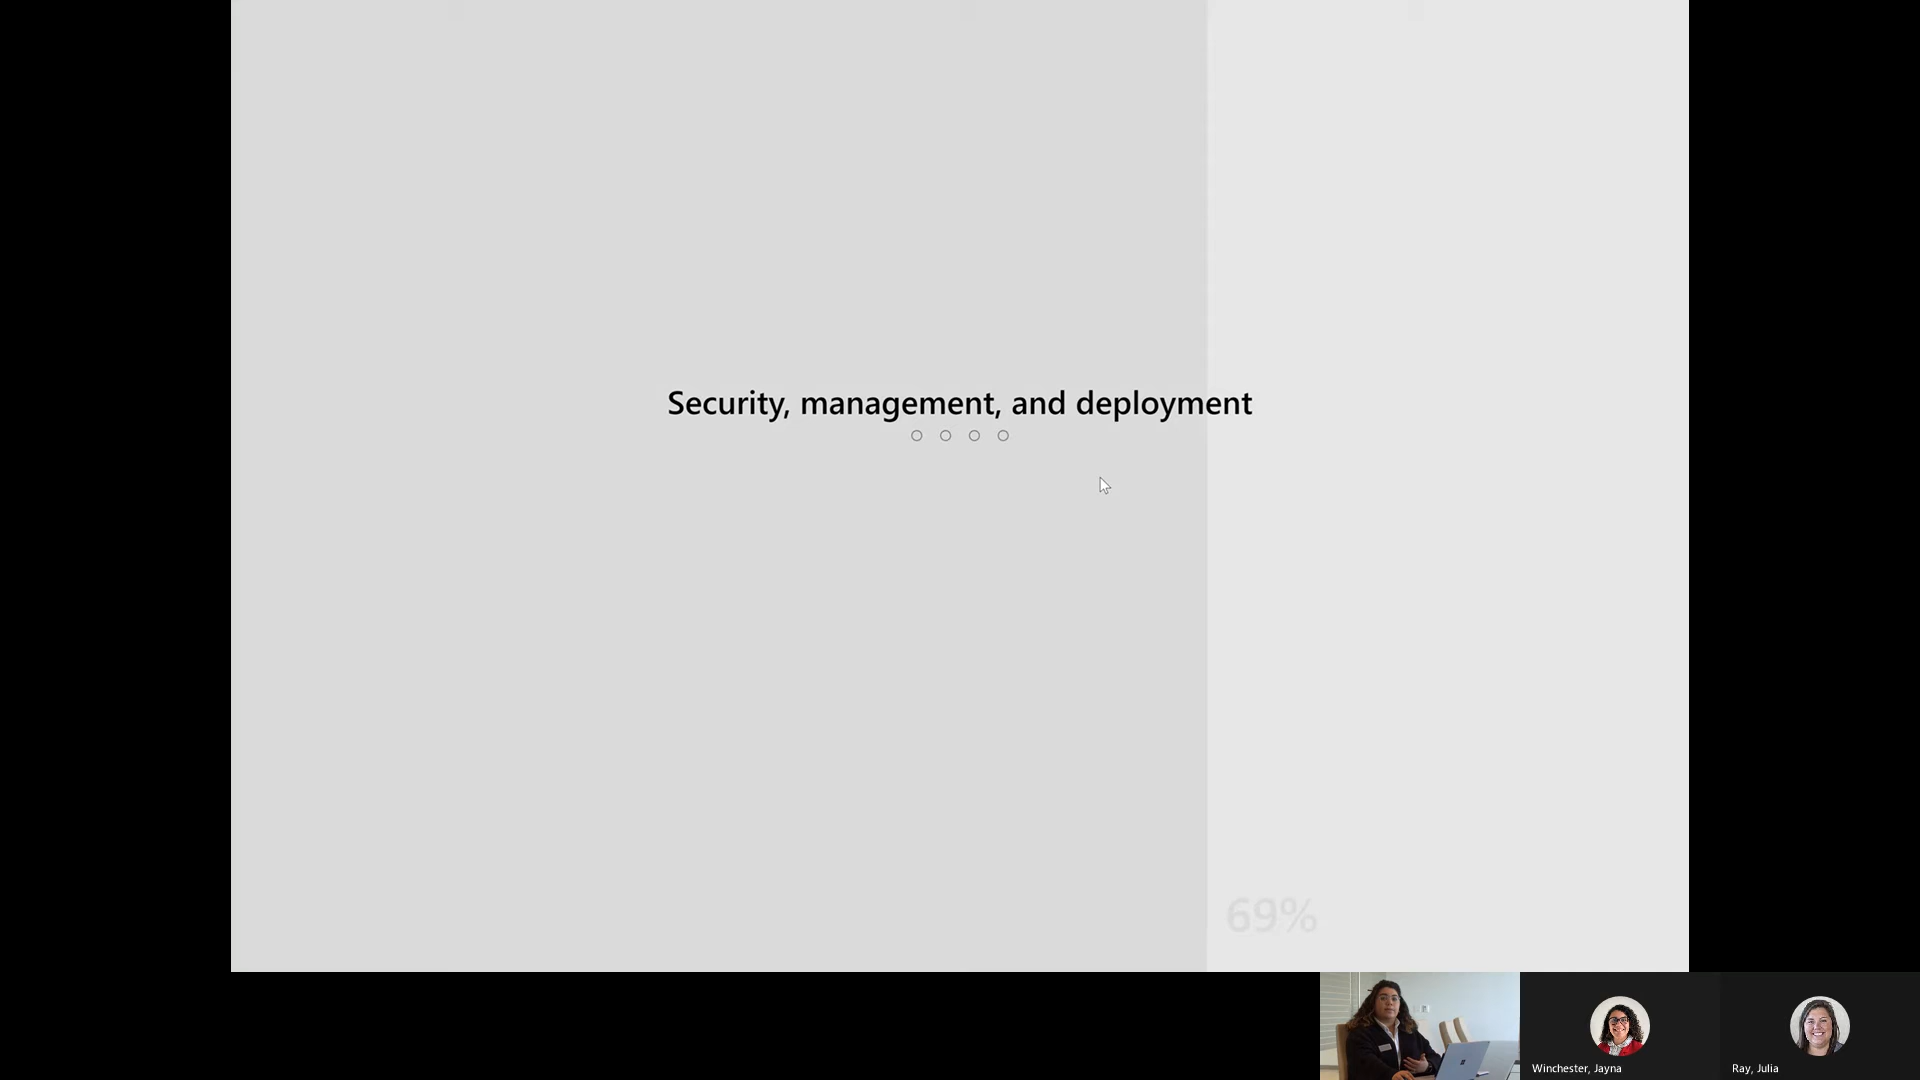 Security, management, and deployment
69%
Winchester, Jayna
Ray, Julia